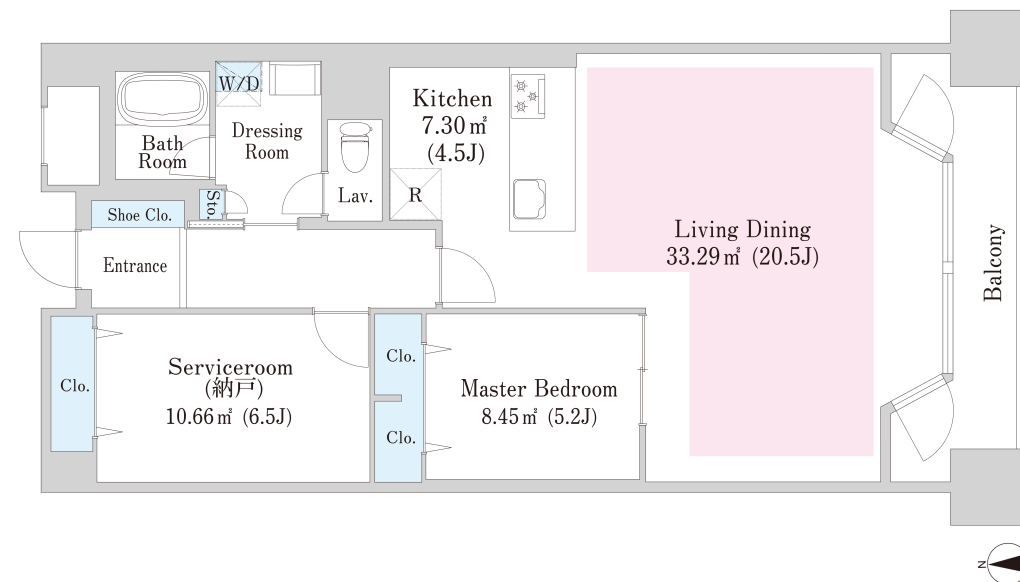 W/D
Kitchen
7.30㎡
(4.5J)
Dressing
Room
Bath
Room
Lav.
R
Sto.
Shoe Clo.
Living Dining
33.29㎡ (20.5J)
Balcony
Entrance
Clo.
Serviceroom
(納戸)
10.66㎡ (6.5J)
Clo.
Clo.
Master Bedroom
8.45㎡ (5.2J)
N